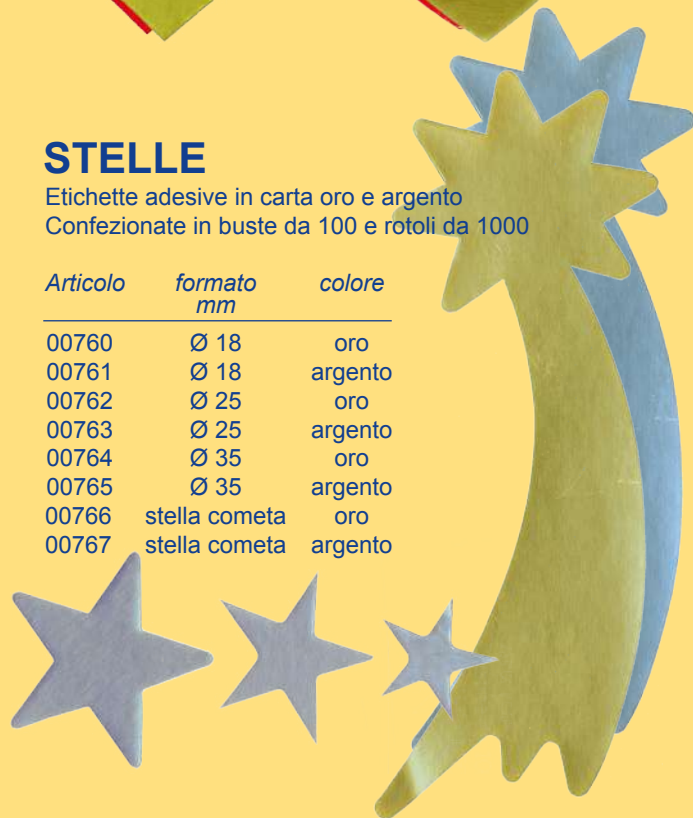 STELLE
Etichette adesive in carta oro e argento
Confezionate in buste da 100 e rotoli da 1000
Articolo formato mm colore
00760 Ø 18 oro
00761 Ø 18 argento
00762 Ø 25 oro
00763 Ø 25 argento
00764 Ø 35 oro
00765 Ø 35 argento
00766 stella cometa oro
00767 stella cometa argento